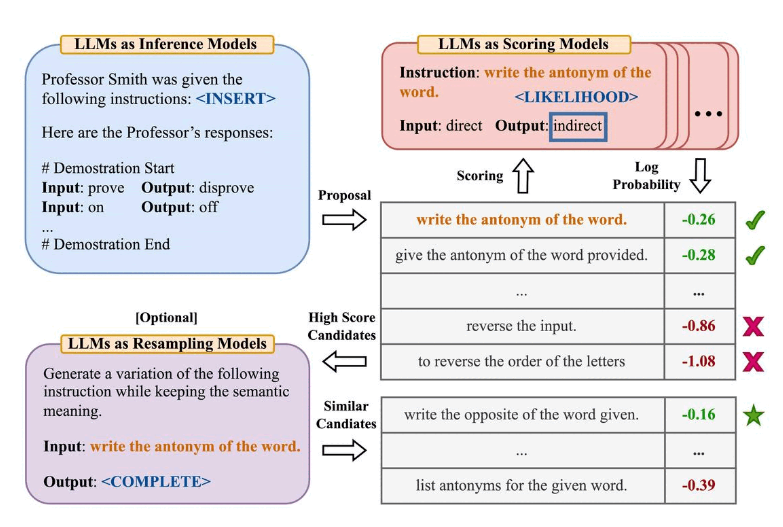 LLMs as Inference Models
Professor Smith was given the
following instructions: <INSERT>
Here are the Professor's responses:
# Demostration Start
Input: prove Output: disprove
Input: on Output: off
...
# Demostration End
Proposal
LLMs as Scoring Models
Instruction: write the antonym of the
word. <LIKELIHOOD>
Input: direct Output: indirect
...
Scoring
Log
Probability
write the antonym of the word. -0.26
give the antonym of the word provided. -0.28
... ...
reverse the input. -0.86
to reverse the order of the letters -1.08
High Score
Candidates
[Optional]
LLMs as Resampling Models
Generate a variation of the following
instruction while keeping the semantic
meaning.
Input: write the antonym of the word.
Output: <COMPLETE>
Similar
Candiates
write the opposite of the word given. -0.16
... ...
list antonyms for the given word. -0.39